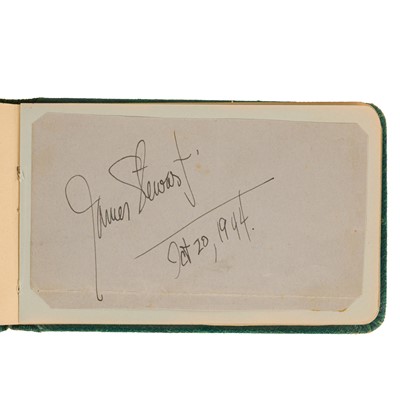 James Stewart.
Oct 20, 1944.